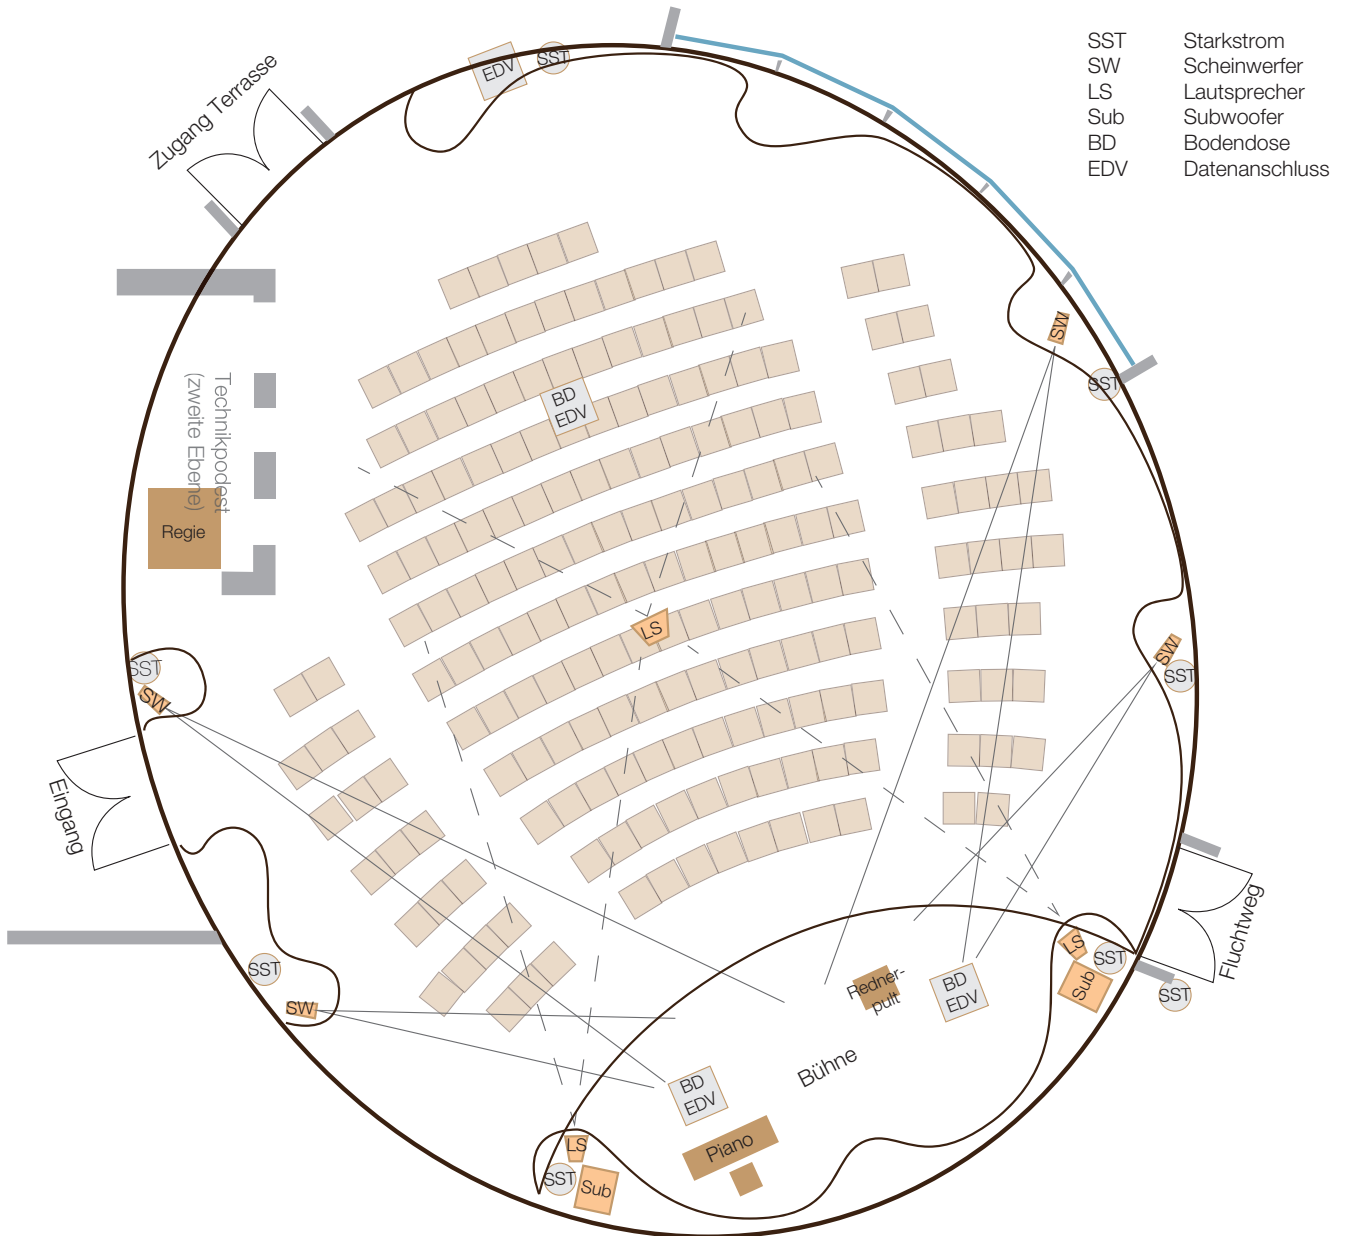 SST Starkstrom
SW Scheinwerfer
LS Lautsprecher
Sub Subwoofer
BD Bodendose
EDV Datenanschluss
EDV
SST
Zugang Terrasse
SW
SST
Technikpodest
(zweite Ebene)
BD
EDV
Regie
LS
SST
SW
SW
SST
Eingang
Fluchtweg
SST
SW
LS
SST
Sub
SST
Redner-
pult
BD
EDV
Bühne
BD
EDV
Piano
LS
SST
Sub